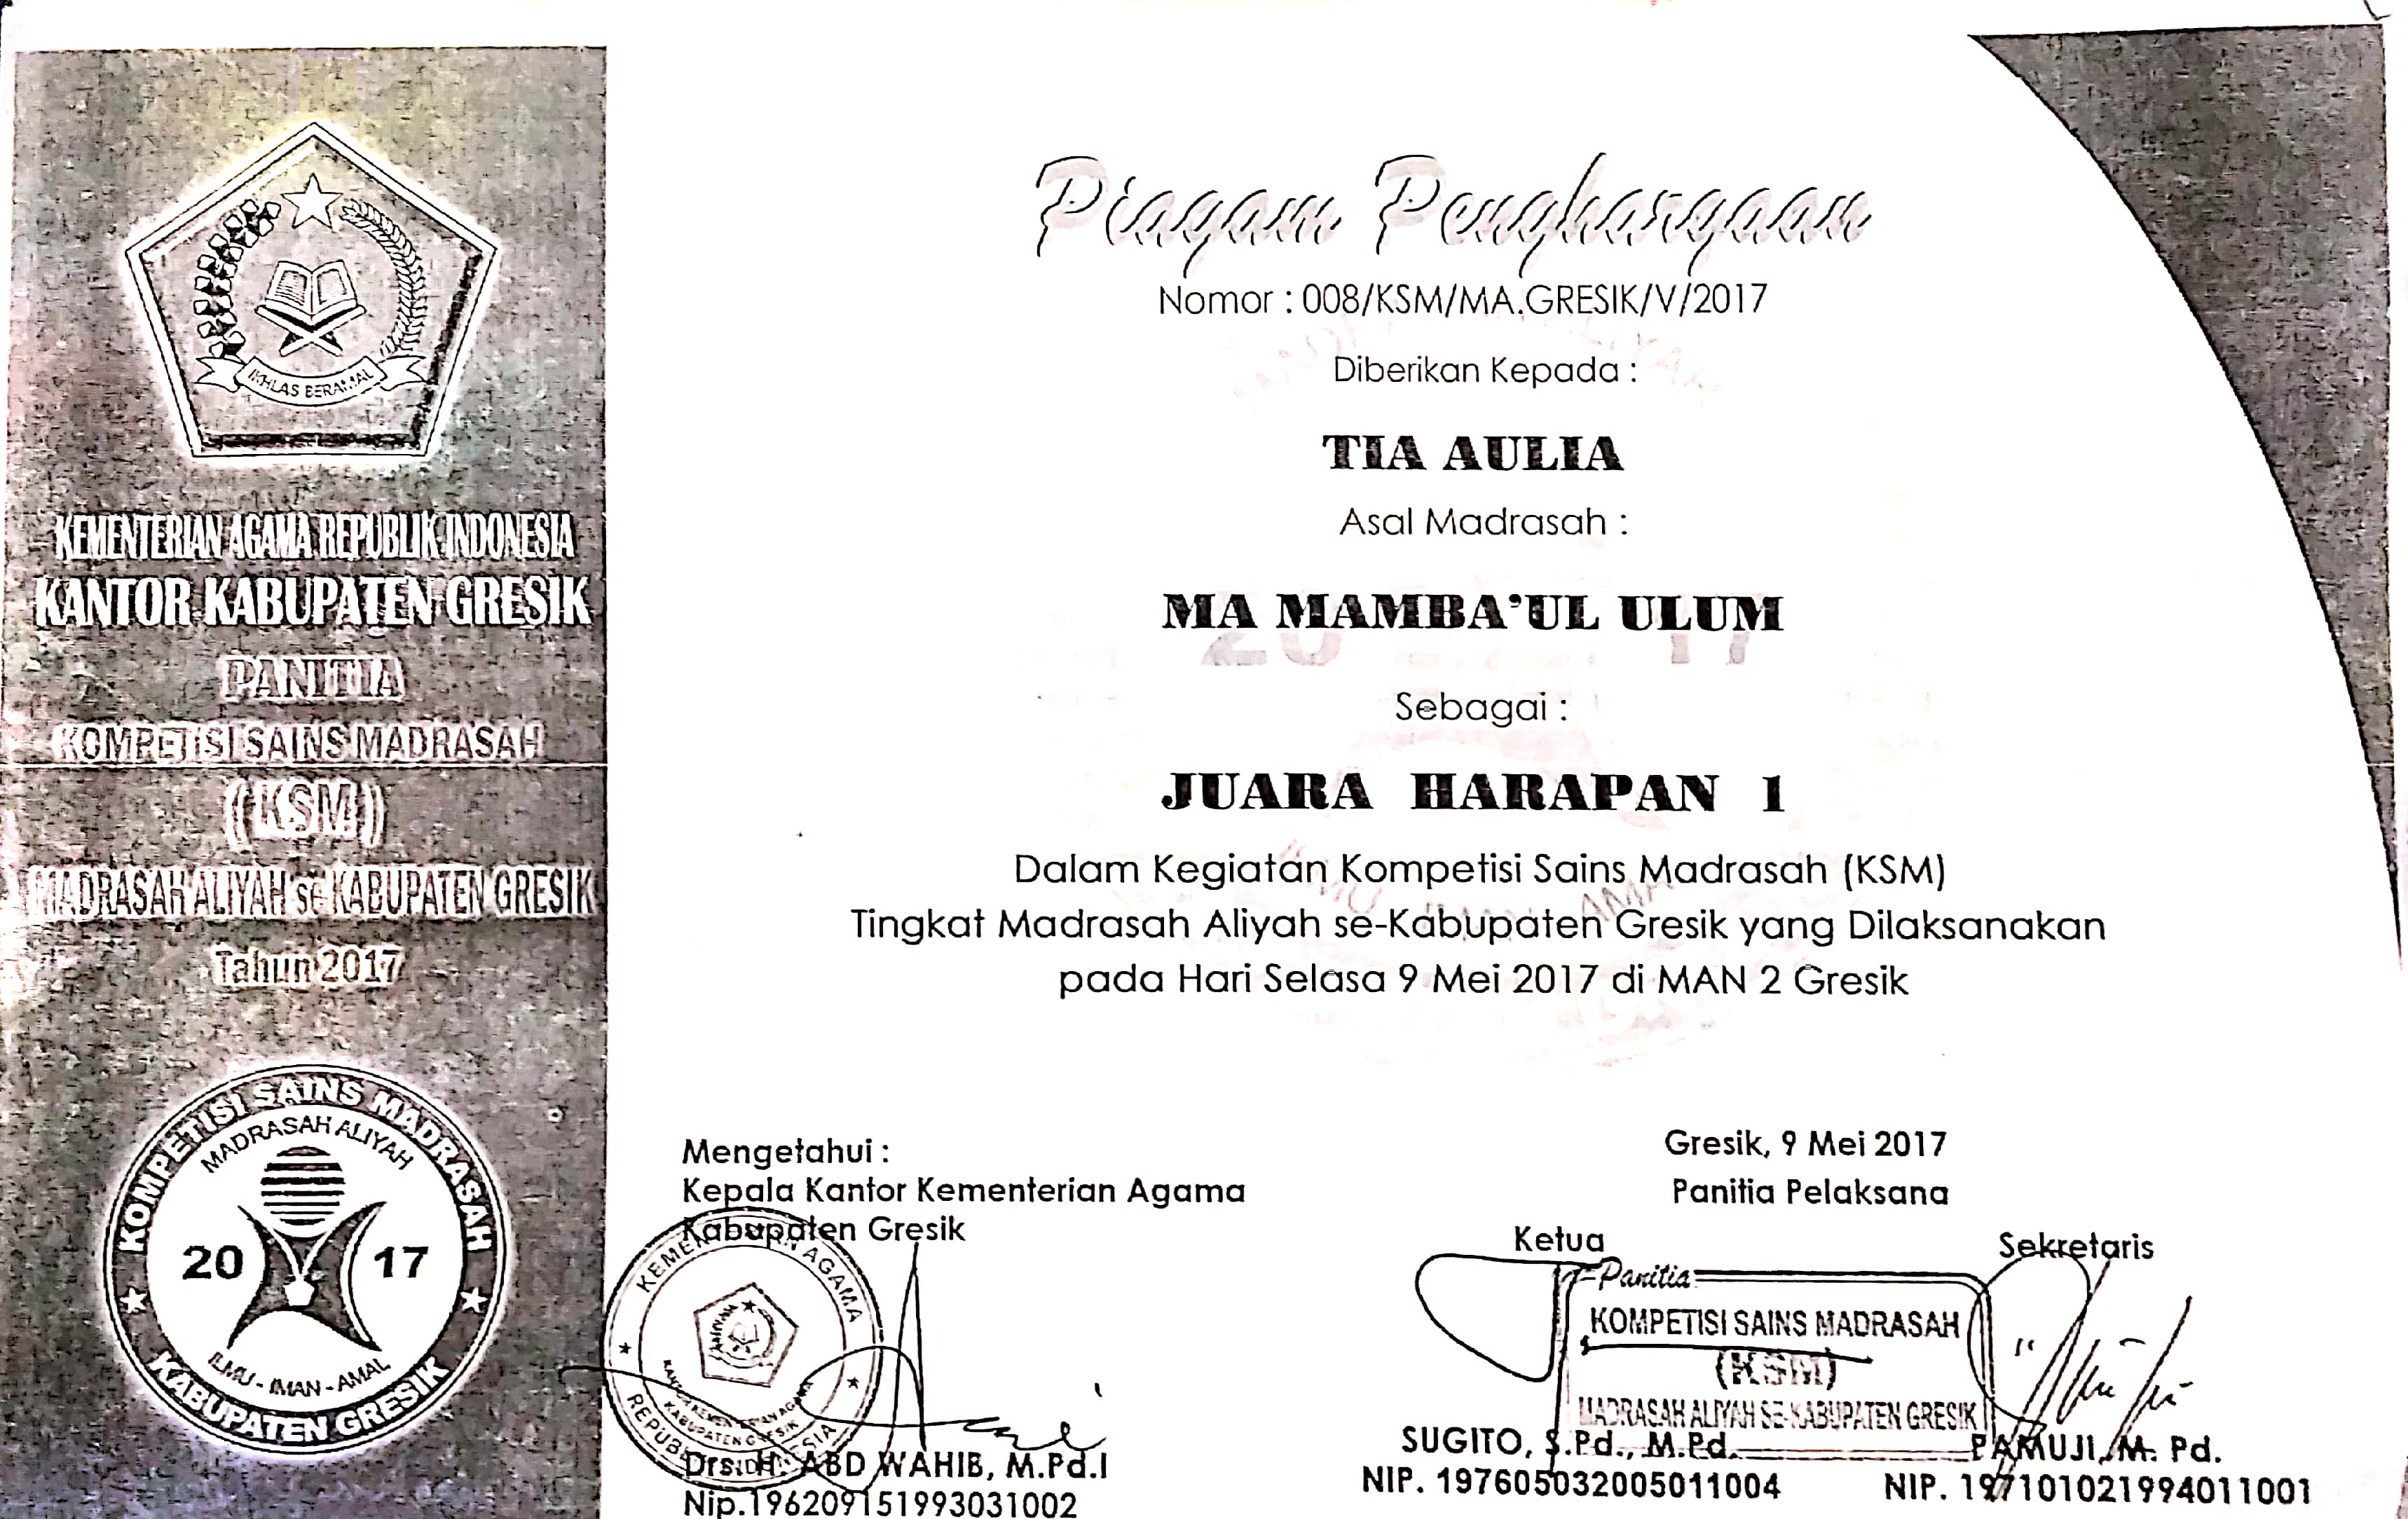 IKHLAS BERAMAL
KEMENTERIAN AGAMA REPUBLIK INDONESIA
KANTOR KABUPATEN GRESIK
PANITIA
KOMPETISI SAINS MADRASAH
(KSM)
MADRASAH ALIYAH se-KABUPATEN GRESIK
Tahun 2017
KOMPETISI SAINS MADRASAH
MADRASAH ALIYAH
20 17
ILMU - IMAN - AMAL
KABUPATEN GRESIK
Piagam Penghargaan
Nomor : 008/KSM/MA.GRESIK/V/2017
Diberikan Kepada :
TIA AULIA
Asal Madrasah :
MA MAMBA'UL ULUM
20 17
Sebagai :
JUARA HARAPAN 1
Dalam Kegiatan Kompetisi Sains Madrasah (KSM)
Tingkat Madrasah Aliyah se-Kabupaten Gresik yang Dilaksanakan
pada Hari Selasa 9 Mei 2017 di MAN 2 Gresik
Mengetahui :
Kepala Kantor Kementerian Agama
Kabupaten Gresik
KEMENTERIAN AGAMA
KANTOR KEMENTERIAN AGAMA
KABUPATEN GRESIK
REPUBLIK INDONESIA
Drs. H. ABD WAHIB, M.Pd.I
Nip.196209151993031002
Gresik, 9 Mei 2017
Panitia Pelaksana
Ketua
Sekretaris
Panitia
KOMPETISI SAINS MADRASAH
(KSM)
MADRASAH ALIYAH SE-KABUPATEN GRESIK
SUGITO, S.Pd., M.Pd.
NIP. 197605032005011004
PAMUJI, M. Pd.
NIP. 197101021994011001